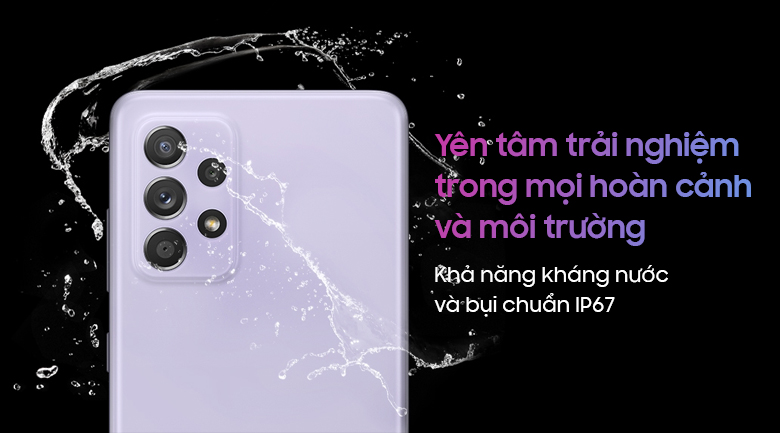 Yên tâm trải nghiệm
trong mọi hoàn cảnh
và môi trường
Khả năng kháng nước
và bụi chuẩn IP67